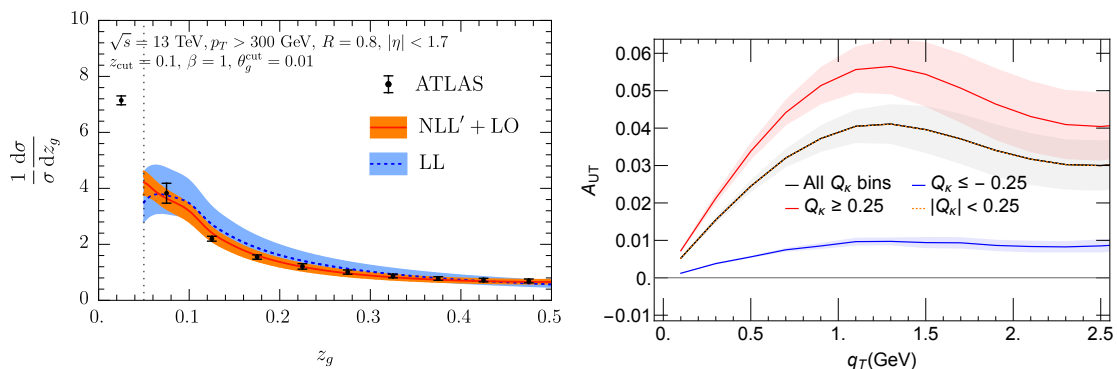 10
8
6
4
2
0
1/σ dσ/dz_g
√s = 13 TeV, p_T > 300 GeV, R = 0.8, |η| < 1.7
z_cut = 0.1, β = 1, θ_g^cut = 0.01
ATLAS
NLL′ + LO
LL
0. 0.1 0.2 0.3 0.4 0.5
z_g
0.06
0.05
0.04
0.03
0.02
0.01
0
−0.01
A_UT
All Q_κ bins
Q_κ ≤ - 0.25
Q_κ ≥ 0.25
|Q_κ| < 0.25
0. 0.5 1. 1.5 2. 2.5
q_T(GeV)